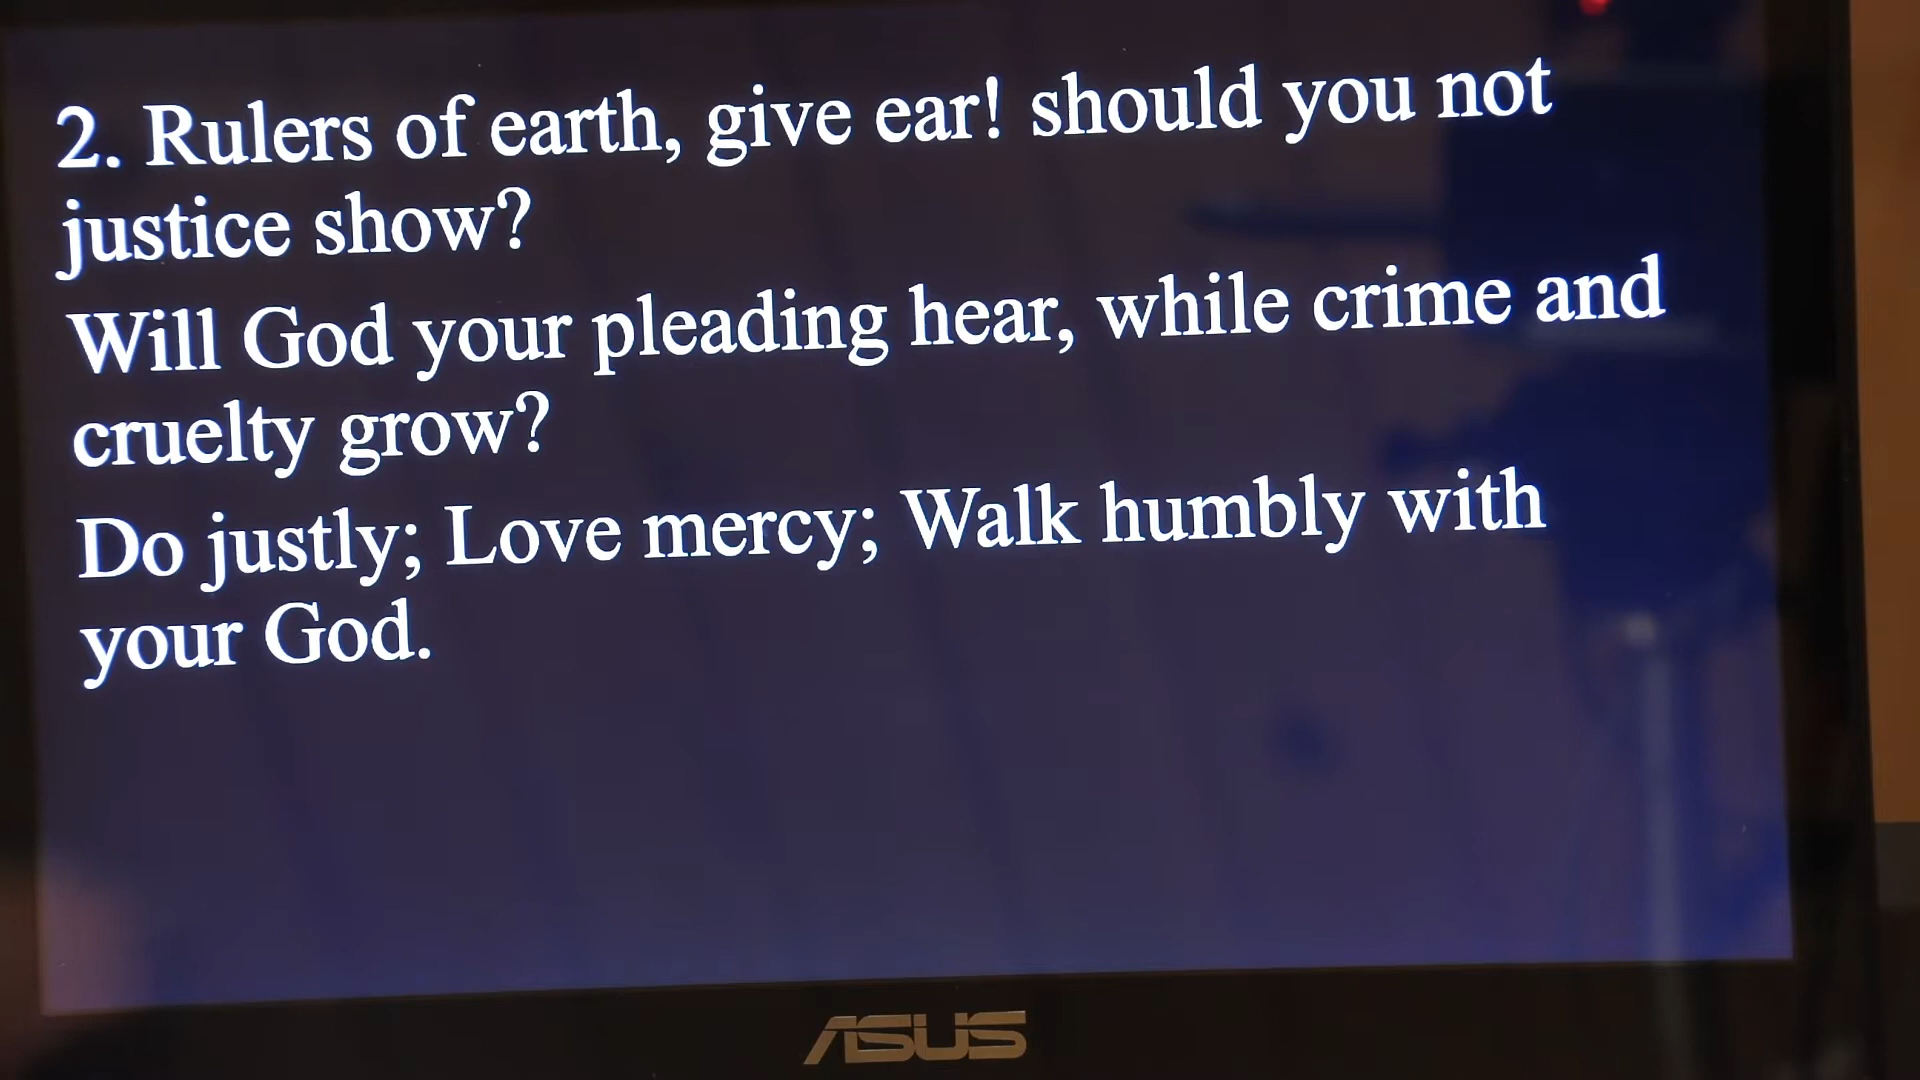 2. Rulers of earth, give ear! should you not
justice show?
Will God your pleading hear, while crime and
cruelty grow?
Do justly; Love mercy; Walk humbly with
your God.
ASUS